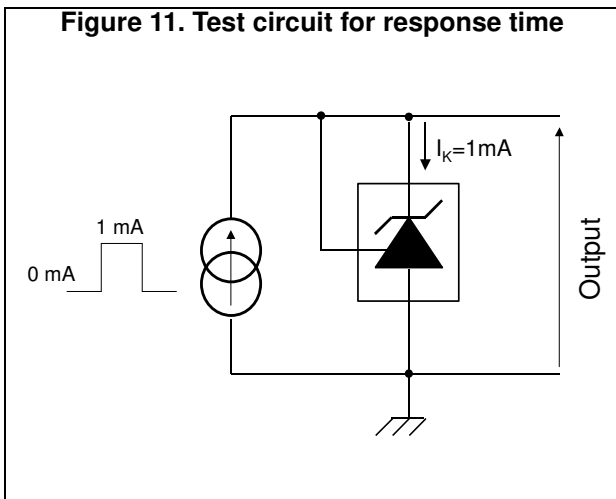 Figure 11. Test circuit for response time
I_K=1mA
1 mA
0 mA
Output